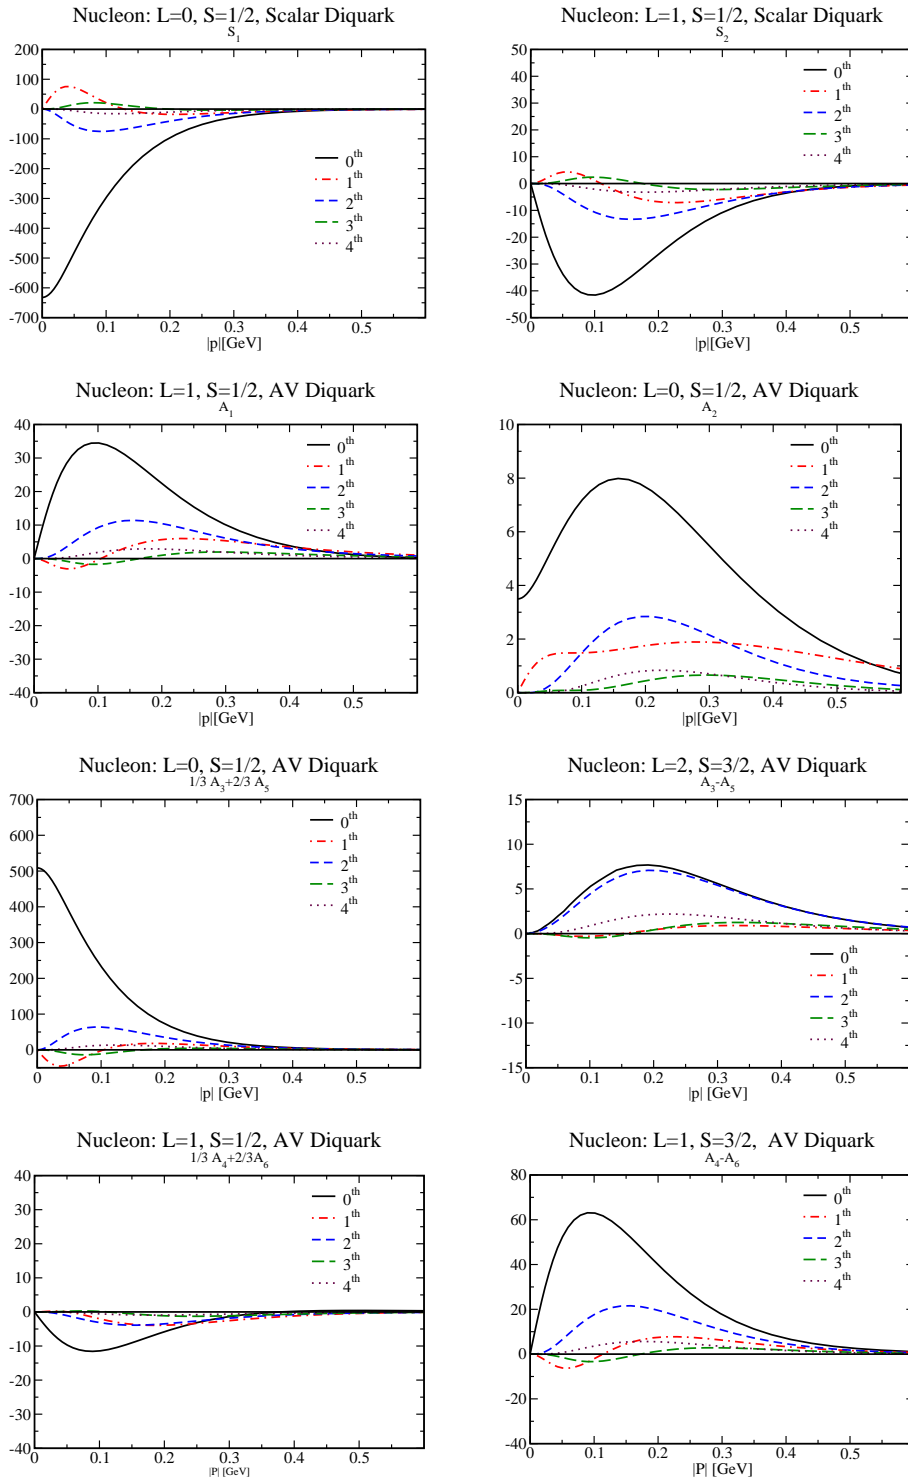 Nucleon: L=0, S=1/2, Scalar Diquark
S1
200
100
0
-100
-200
-300
-400
-500
-600
-700
0th
1th
2th
3th
4th
0 0.1 0.2 0.3 0.4 0.5
|p|[GeV]
Nucleon: L=1, S=1/2, Scalar Diquark
S2
50
40
30
20
10
0
-10
-20
-30
-40
-50
0th
1th
2th
3th
4th
0 0.1 0.2 0.3 0.4 0.5
|p|[GeV]
Nucleon: L=1, S=1/2, AV Diquark
A1
40
30
20
10
0
-10
-20
-30
-40
0th
1th
2th
3th
4th
0 0.1 0.2 0.3 0.4 0.5
|p|[GeV]
Nucleon: L=0, S=1/2, AV Diquark
A2
10
8
6
4
2
0
0th
1th
2th
3th
4th
0 0.1 0.2 0.3 0.4 0.5
|p|[GeV]
Nucleon: L=0, S=1/2, AV Diquark
1/3 A3+2/3 A5
700
600
500
400
300
200
100
0
0th
1th
2th
3th
4th
0 0.1 0.2 0.3 0.4 0.5
|p| [GeV]
Nucleon: L=2, S=3/2, AV Diquark
A3-A5
15
10
5
0
-5
-10
-15
0th
1th
2th
3th
4th
0 0.1 0.2 0.3 0.4 0.5
|p| [GeV]
Nucleon: L=1, S=1/2, AV Diquark
1/3 A4+2/3A6
40
30
20
10
0
-10
-20
-30
-40
0th
1th
2th
3th
4th
0 0.1 0.2 0.3 0.4 0.5
|P| [GeV]
Nucleon: L=1, S=3/2, AV Diquark
A4-A6
80
60
40
20
0
-20
-40
0th
1th
2th
3th
4th
0 0.1 0.2 0.3 0.4 0.5
|P| [GeV]